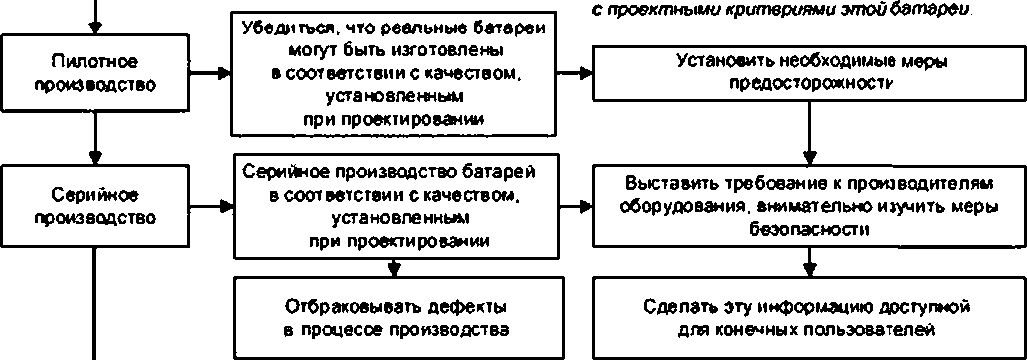 с проектными критериями этой батареи.
Пилотное
производство
Убедиться, что реальные батареи
могут быть изготовлены
в соответствии с качеством,
установленным
при проектировании
Установить необходимые меры
предосторожности
Серийное
производство
Серийное производство батарей
в соответствии с качеством,
установленным
при проектировании
Выставить требование к производителям
оборудования, внимательно изучить меры
безопасности
Отбраковывать дефекты
в процессе производства
Сделать эту информацию доступной
для конечных пользователей